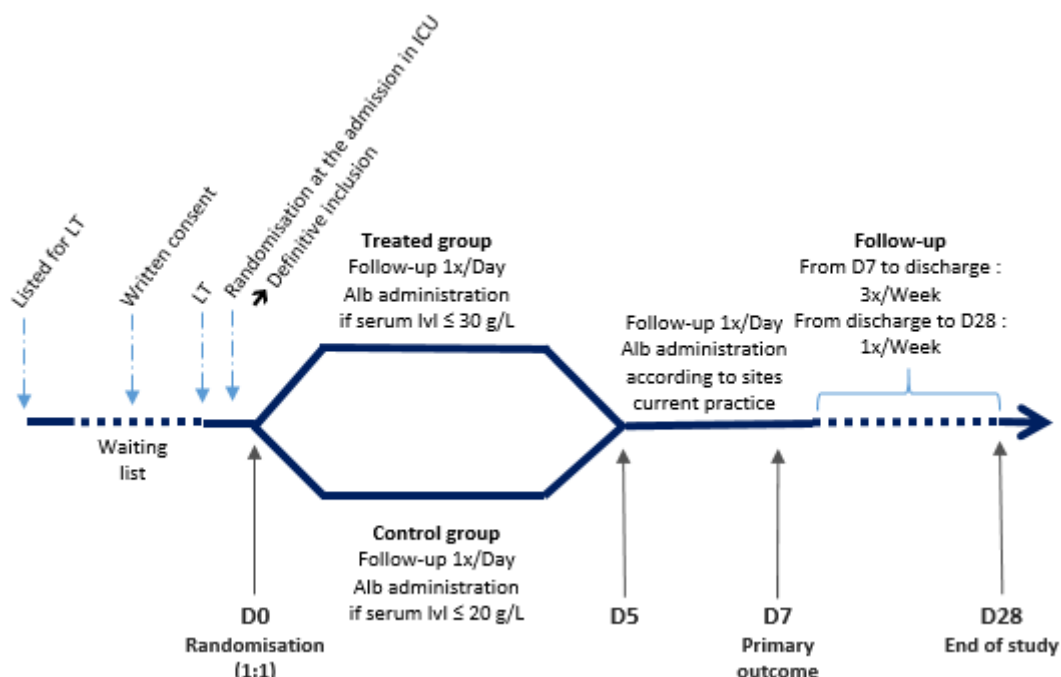 Listed for LT
Written consent
LT
Randomisation at the admission in ICU
Definitive inclusion
Treated group
Follow-up 1x/Day
Alb administration
if serum lvl ≤ 30 g/L
Follow-up 1x/Day
Alb administration
according to sites
current practice
Follow-up
From D7 to discharge :
3x/Week
From discharge to D28 :
1x/Week
Waiting
list
Control group
Follow-up 1x/Day
Alb administration
if serum lvl ≤ 20 g/L
D0
Randomisation
(1:1)
D5
D7
Primary
outcome
D28
End of study